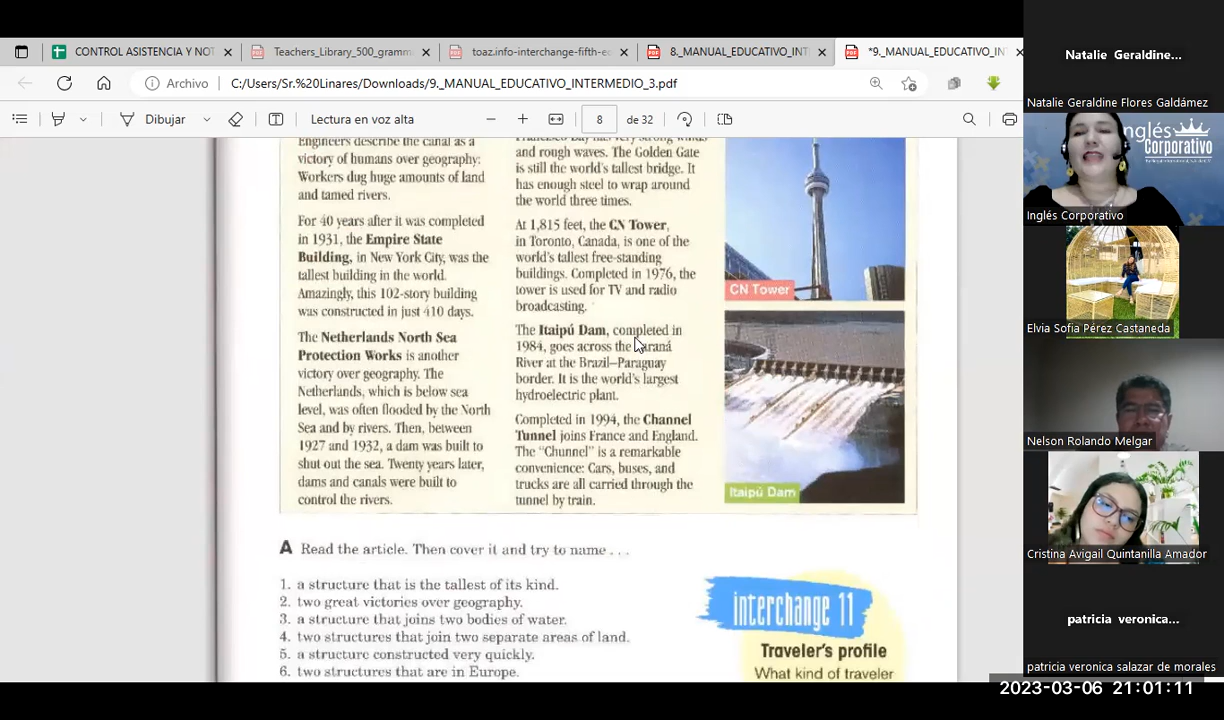 CONTROL ASISTENCIA Y NOT
Teachers_Library_500_gramm
toaz.info-interchange-fifth-ec
8._MANUAL_EDUCATIVO_INT
*9._MANUAL_EDUCATIVO_IN
Archivo
C:/Users/Sr.%20Linares/Downloads/9._MANUAL_EDUCATIVO_INTERMEDIO_3.pdf
Dibujar
Lectura en voz alta
8
de 32
Engineers describe the canal as a
victory of humans over geography:
Workers dug huge amounts of land
and tamed rivers.
For 40 years after it was completed
in 1931, the Empire State
Building, in New York City, was the
tallest building in the world.
Amazingly, this 102-story building
was constructed in just 410 days.
The Netherlands North Sea
Protection Works is another
victory over geography. The
Netherlands, which is below sea
level, was often flooded by the North
Sea and by rivers. Then, between
1927 and 1932, a dam was built to
shut out the sea. Twenty years later,
dams and canals were built to
control the rivers.
Francisco Bay has very strong winds
and rough waves. The Golden Gate
is still the world's tallest bridge. It
has enough steel to wrap around
the world three times.
At 1,815 feet, the CN Tower,
in Toronto, Canada, is one of the
world's tallest free-standing
buildings. Completed in 1976, the
tower is used for TV and radio
broadcasting.
The Itaipú Dam, completed in
1984, goes across the Paraná
River at the Brazil–Paraguay
border. It is the world's largest
hydroelectric plant.
Completed in 1994, the Channel
Tunnel joins France and England.
The "Chunnel" is a remarkable
convenience: Cars, buses, and
trucks are all carried through the
tunnel by train.
CN Tower
Itaipú Dam
A Read the article. Then cover it and try to name . . .
1. a structure that is the tallest of its kind.
2. two great victories over geography.
3. a structure that joins two bodies of water.
4. two structures that join two separate areas of land.
5. a structure constructed very quickly.
6. two structures that are in Europe.
interchange 11
Traveler's profile
What kind of traveler
Natalie Geraldine...
Natalie Geraldine Flores Galdámez
Inglés
Corporativo
Inglés Corporativo
Elvia Sofia Pérez Castaneda
Nelson Rolando Melgar
Cristina Avigail Quintanilla Amador
patricia veronica...
patricia veronica salazar de morales
2023-03-06 21:01:11